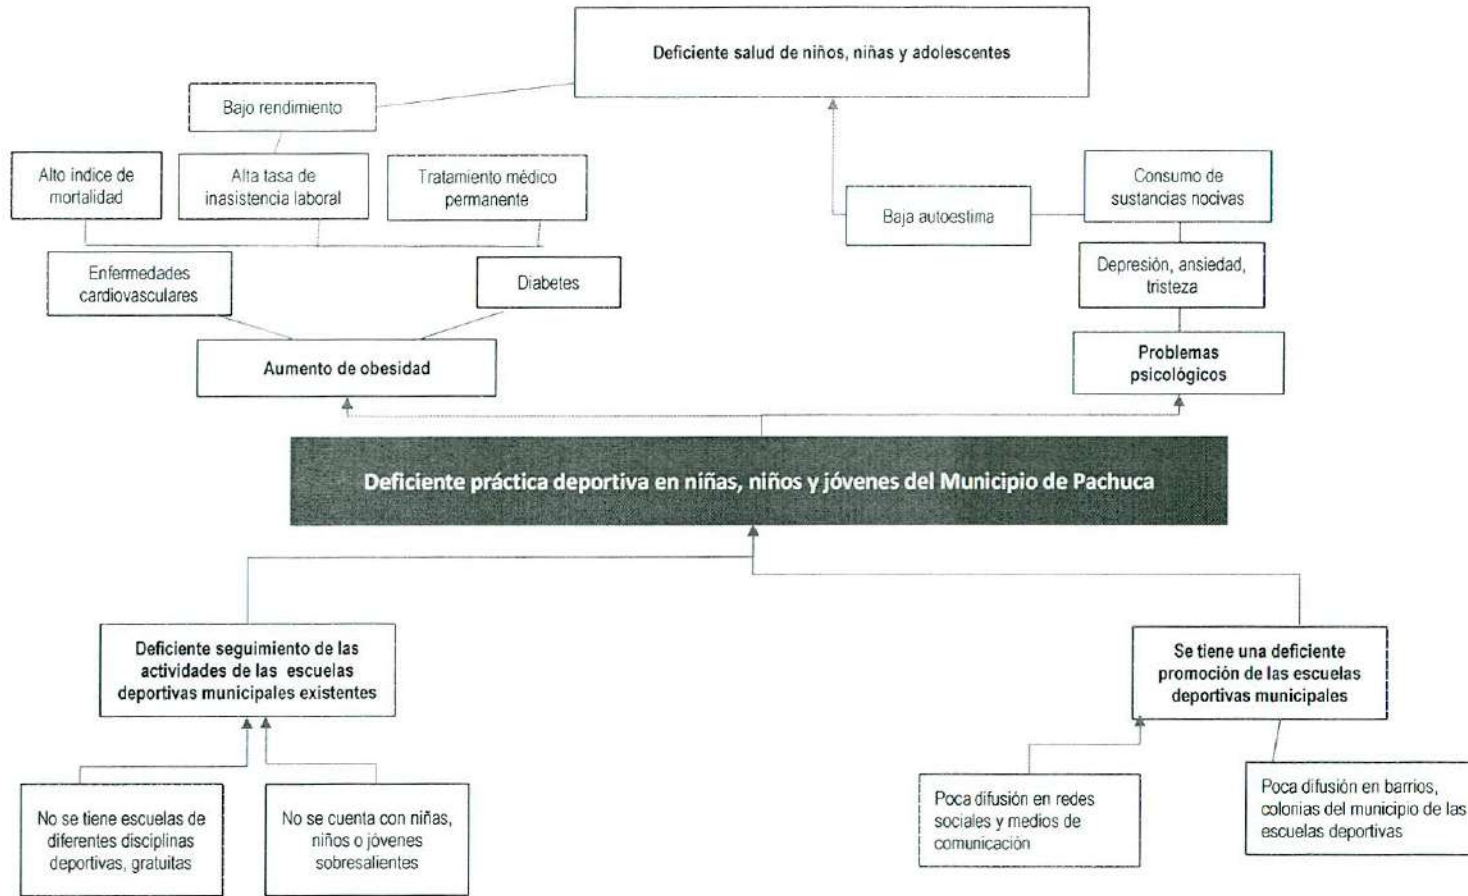 Deficiente salud de niños, niñas y adolescentes
Bajo rendimiento
Alto indice de
mortalidad
Alta tasa de
inasistencia laboral
Tratamiento médico
permanente
Baja autoestima
Consumo de
sustancias nocivas
Enfermedades
cardiovasculares
Diabetes
Depresión, ansiedad,
tristeza
Aumento de obesidad
Problemas
psicológicos
Deficiente práctica deportiva en niñas, niños y jóvenes del Municipio de Pachuca
Deficiente seguimiento de las
actividades de las escuelas
deportivas municipales existentes
Se tiene una deficiente
promoción de las escuelas
deportivas municipales
No se tiene escuelas de
diferentes disciplinas
deportivas, gratuitas
No se cuenta con niñas,
niños o jóvenes
sobresalientes
Poca difusión en redes
sociales y medios de
comunicación
Poca difusión en barrios,
colonias del municipio de las
escuelas deportivas